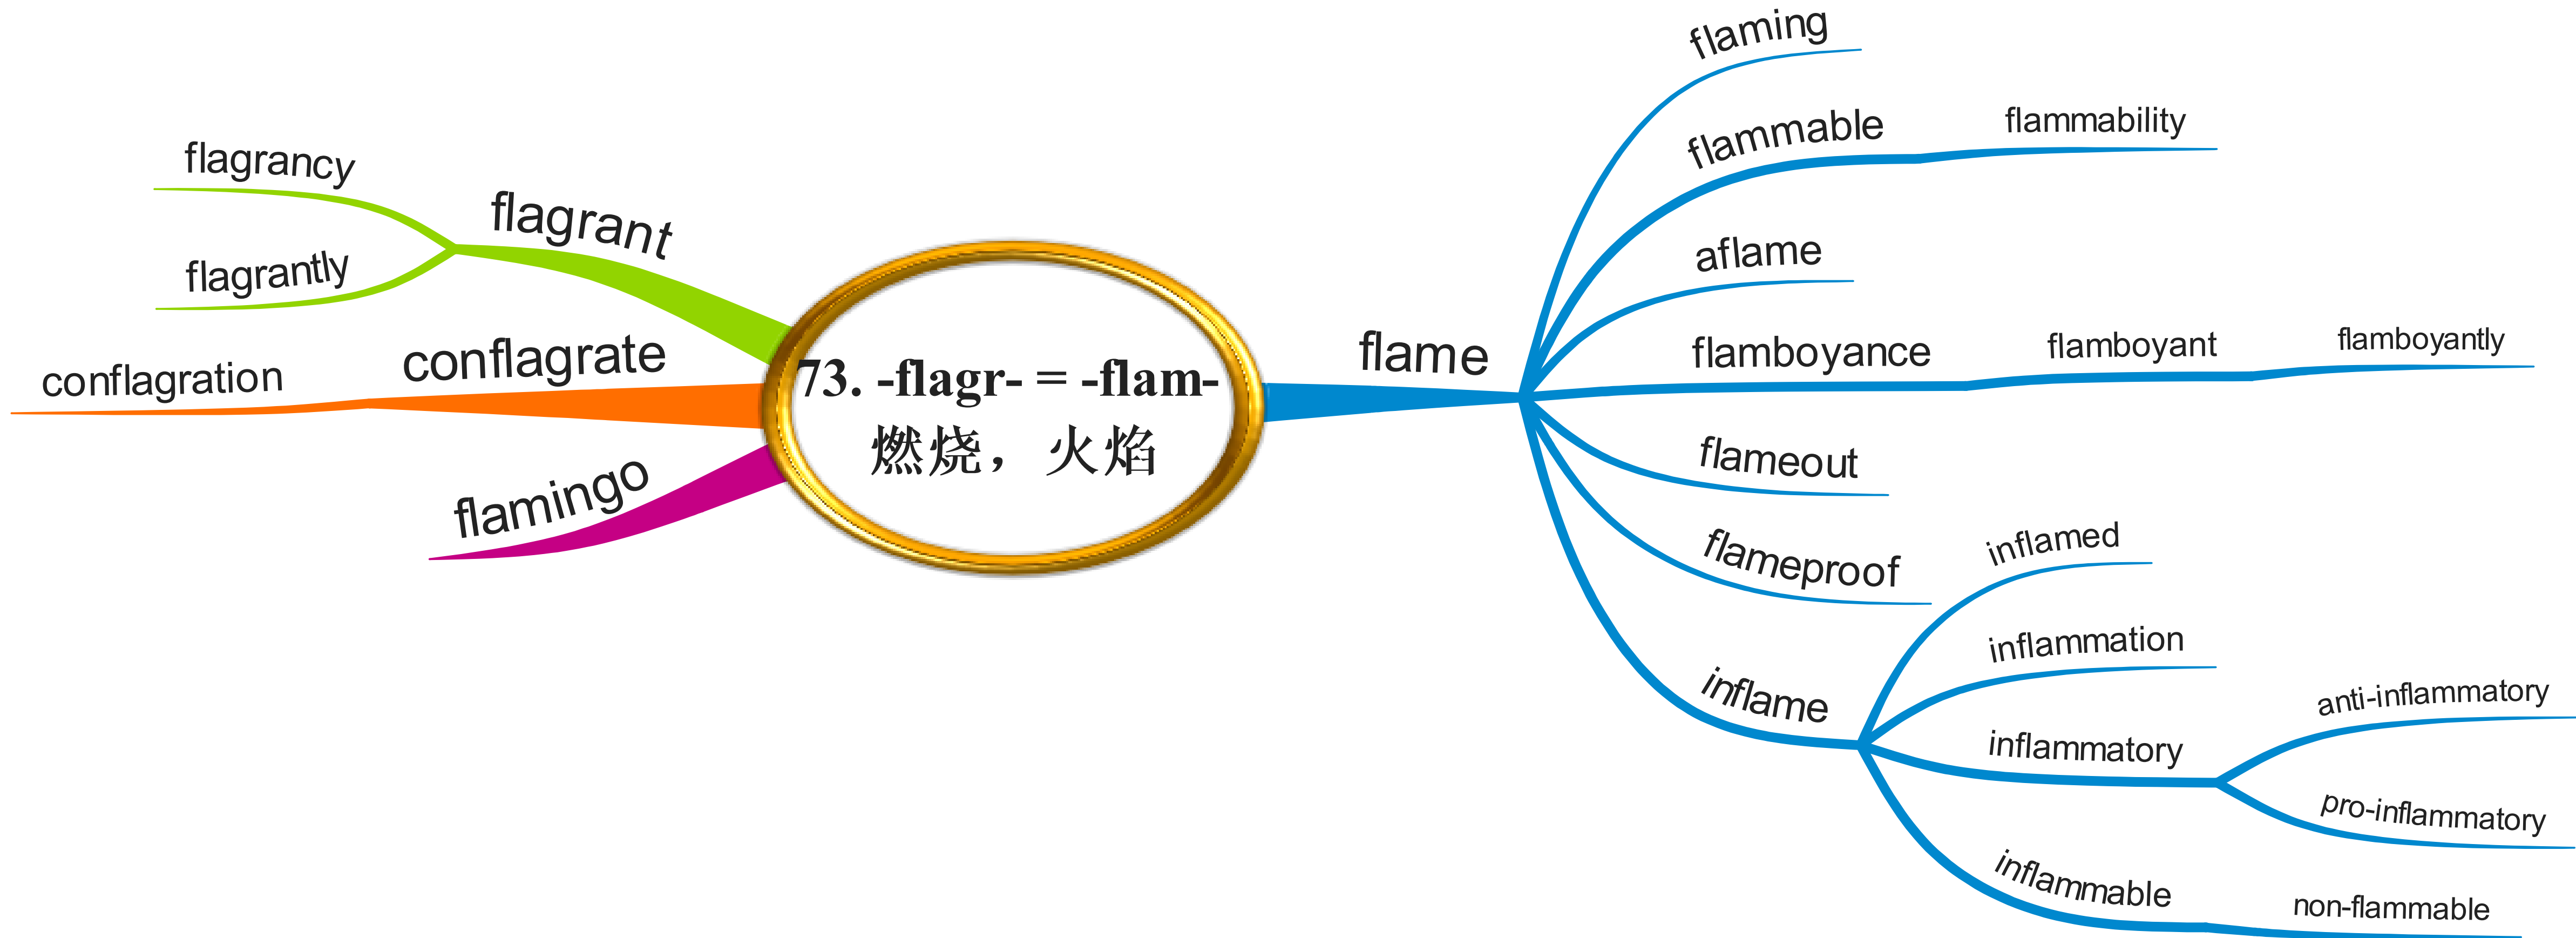 73. -flagr- = -flam-
燃烧，火焰
flame
flaming
flammable
flammability
aflame
flamboyance
flamboyant
flamboyantly
flameout
flameproof
inflame
inflamed
inflammation
inflammatory
anti-inflammatory
pro-inflammatory
inflammable
non-flammable
flagrant
flagrancy
flagrantly
conflagrate
conflagration
flamingo